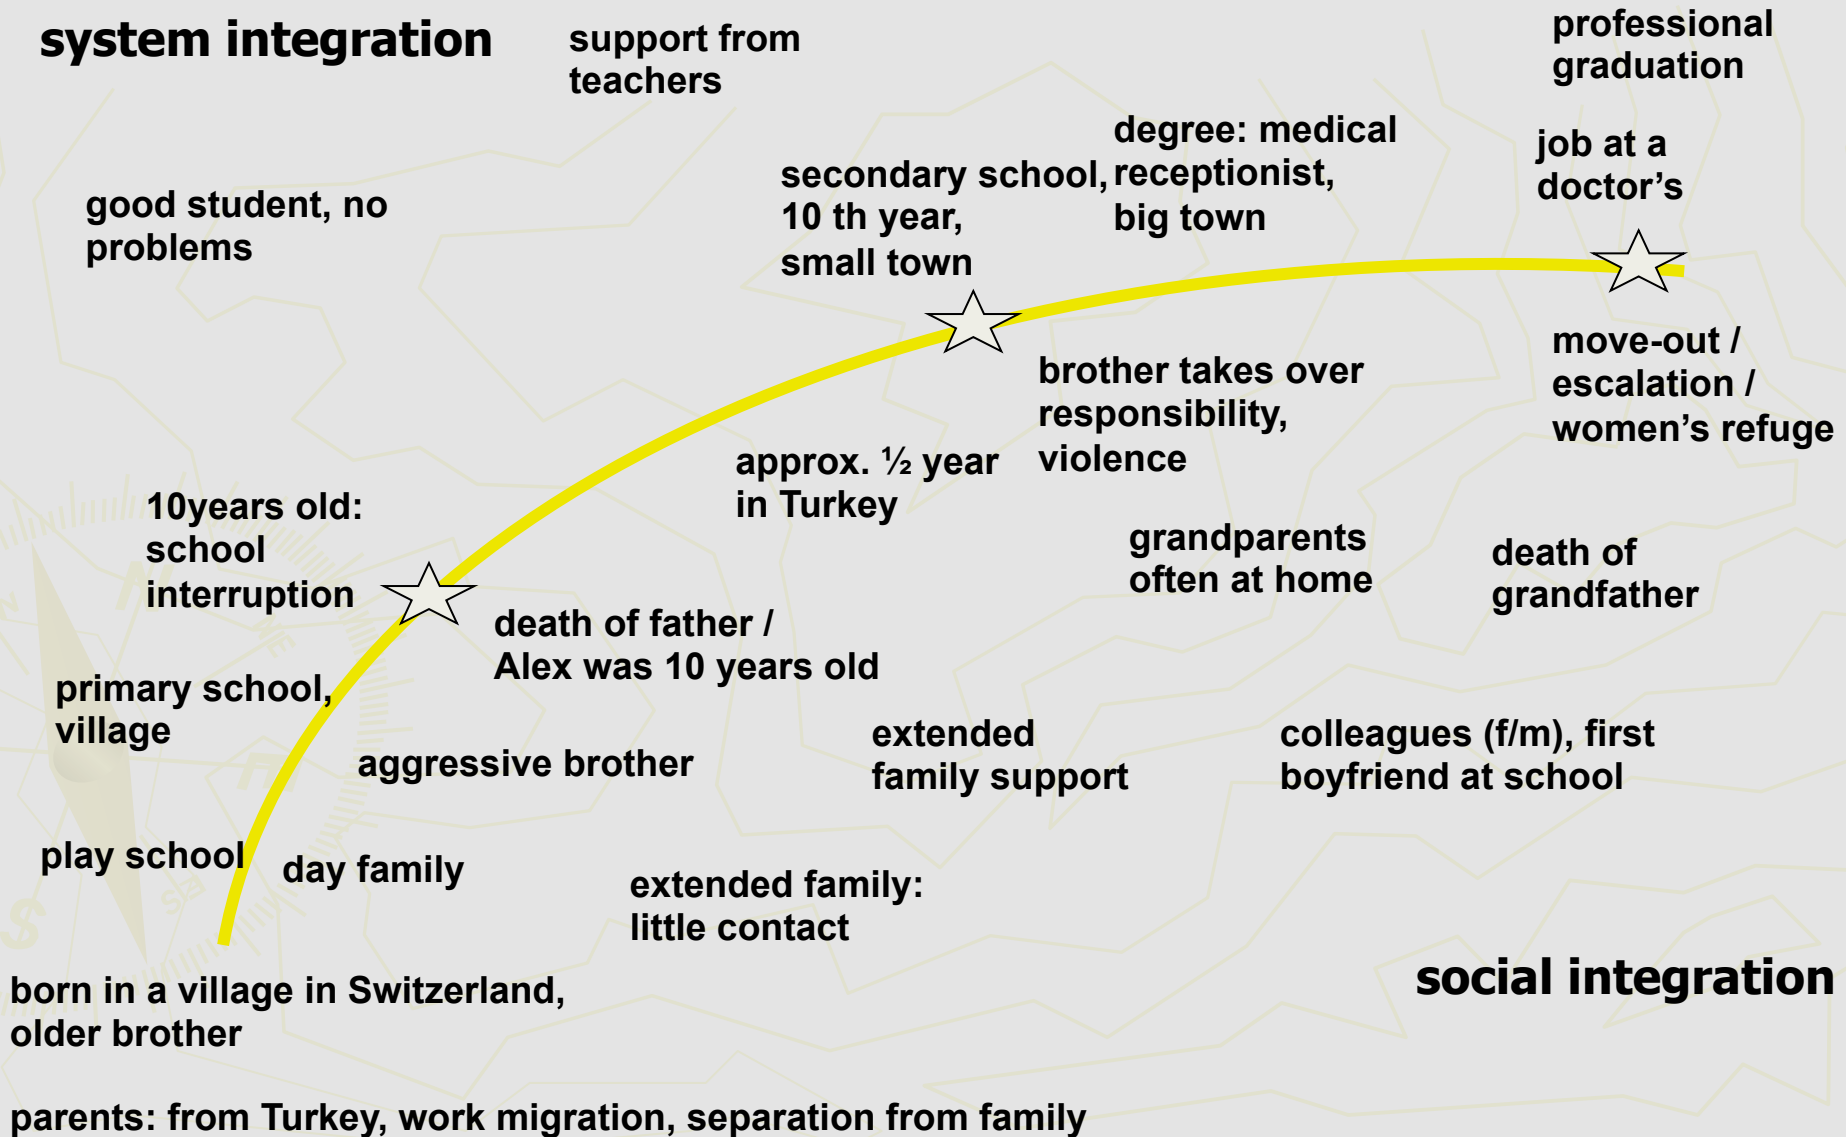 system integration
support from
teachers
professional
graduation
degree: medical
receptionist,
big town
job at a
doctor’s
secondary school,
10 th year,
small town
good student, no
problems
move-out /
escalation /
women’s refuge
brother takes over
responsibility,
violence
approx. ½ year
in Turkey
10years old:
school
interruption
grandparents
often at home
death of
grandfather
death of father /
Alex was 10 years old
primary school,
village
aggressive brother
extended
family support
colleagues (f/m), first
boyfriend at school
play school
day family
extended family:
little contact
social integration
born in a village in Switzerland,
older brother
parents: from Turkey, work migration, separation from family
N
N
NE
E
SE
S